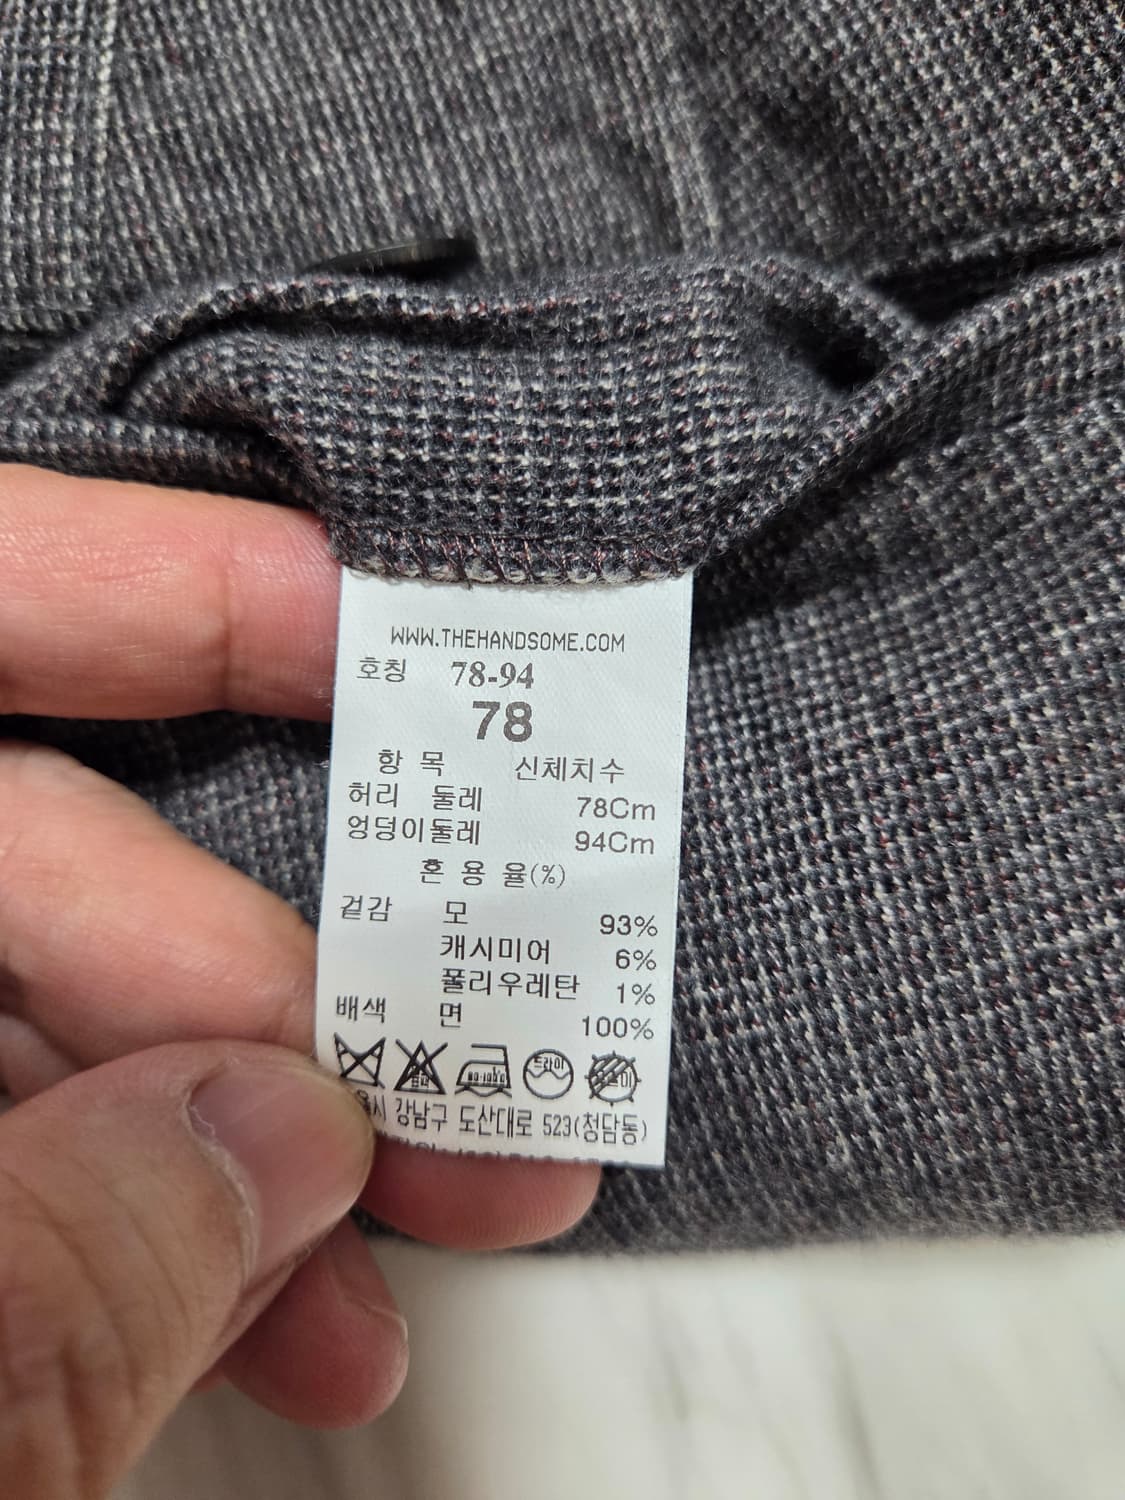 WWW.THEHANDSOME.COM
호칭 78-94
78
항 목 신체치수
허리 둘레 78Cm
엉덩이둘레 94Cm
혼 용 율(%)
겉감 모 93%
캐시미어 6%
폴리우레탄 1%
배색 면 100%
드라이
강남구 도산대로 523(청담동)